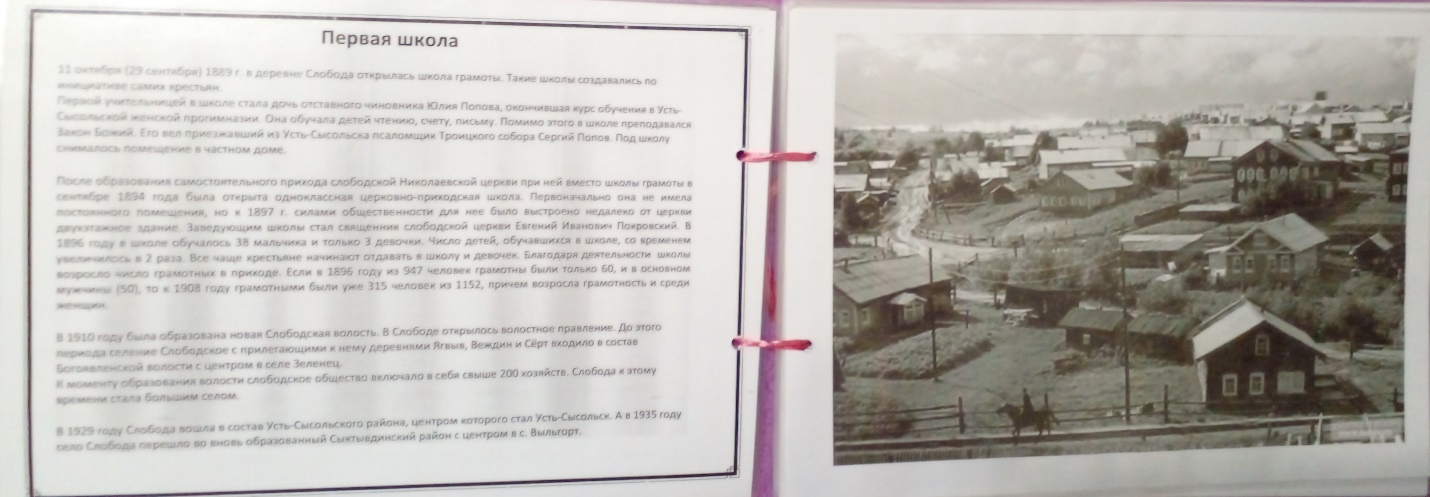 Первая школа
11 октября (29 сентября) 1889 г. в деревне Слобода открылась школа грамоты. Такие школы создавались по
инициативе самих крестьян.
Первой учительницей в школе стала дочь отставного чиновника Юлия Попова, окончившая курс обучения в Усть-
Сысольской женской прогимназии. Она обучала детей чтению, счету, письму. Помимо этого в школе преподавался
Закон Божий. Его вел приезжавший из Усть-Сысольска псаломщик Троицкого собора Сергий Попов. Под школу
снималось помещение в частном доме.
После образования самостоятельного прихода слободской Николаевской церкви при ней вместо школы грамоты в
сентябре 1894 года была открыта одноклассная церковно-приходская школа. Первоначально она не имела
постоянного помещения, но к 1897 г. силами общественности для нее было выстроено недалеко от церкви
двухэтажное здание. Заведующим школы стал священник слободской церкви Евгений Иванович Покровский. В
1896 году в школе обучалось 38 мальчика и только 3 девочки. Число детей, обучавшихся в школе, со временем
увеличилось в 2 раза. Все чаще крестьяне начинают отдавать в школу и девочек. Благодаря деятельности школы
возросло число грамотных в приходе. Если в 1896 году из 947 человек грамотны были только 60, и в основном
мужчины (50), то к 1908 году грамотными были уже 315 человек из 1152, причем возросла грамотность и среди
женщин.
В 1910 году была образована новая Слободская волость. В Слободе открылось волостное правление. До этого
периода селение Слободское с прилегающими к нему деревнями Ягвыв, Веждин и Сёрт входило в состав
Богоявленской волости с центром в селе Зеленец.
К моменту образования волости слободское общество включало в себя свыше 200 хозяйств. Слобода к этому
времени стала большим селом.
В 1929 году Слобода вошла в состав Усть-Сысольского района, центром которого стал Усть-Сысольск. А в 1935 году
село Слобода перешло во вновь образованный Сыктывдинский район с центром в с. Выльгорт.